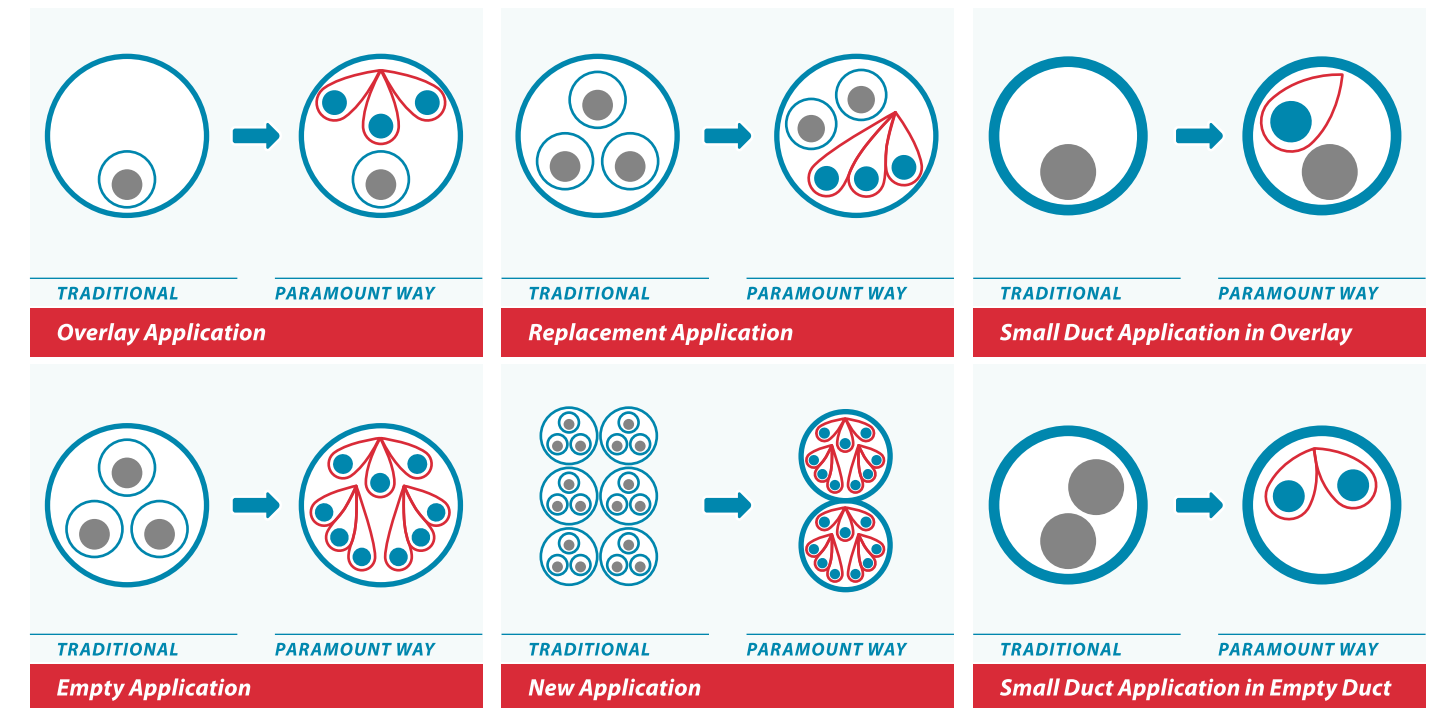 TRADITIONAL
PARAMOUNT WAY
Overlay Application
TRADITIONAL
PARAMOUNT WAY
Replacement Application
TRADITIONAL
PARAMOUNT WAY
Small Duct Application in Overlay
TRADITIONAL
PARAMOUNT WAY
Empty Application
TRADITIONAL
PARAMOUNT WAY
New Application
TRADITIONAL
PARAMOUNT WAY
Small Duct Application in Empty Duct